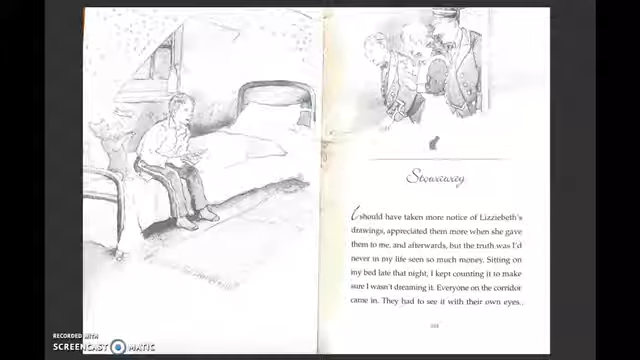 Stowaway
I should have taken more notice of Lizziebeth's
drawings, appreciated them more when she gave
them to me, and afterwards, but the truth was I'd
never in my life seen so much money. Sitting on
my bed late that night, I kept counting it to make
sure I wasn't dreaming it. Everyone on the corridor
came in. They had to see it with their own eyes..
RECORDED WITH
SCREENCAST MATIC